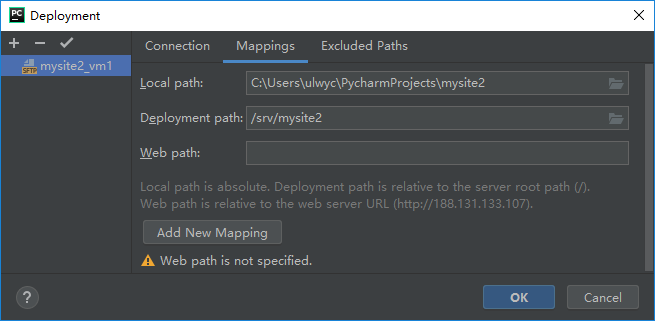 PC Deployment
mysite2_vm1
SFTP
Connection Mappings Excluded Paths
Local path: C:\Users\ulwyc\PycharmProjects\mysite2
Deployment path: /srv/mysite2
Web path:
Local path is absolute. Deployment path is relative to the server root path (/).
Web path is relative to the web server URL (http://188.131.133.107).
Add New Mapping
Web path is not specified.
? OK Cancel